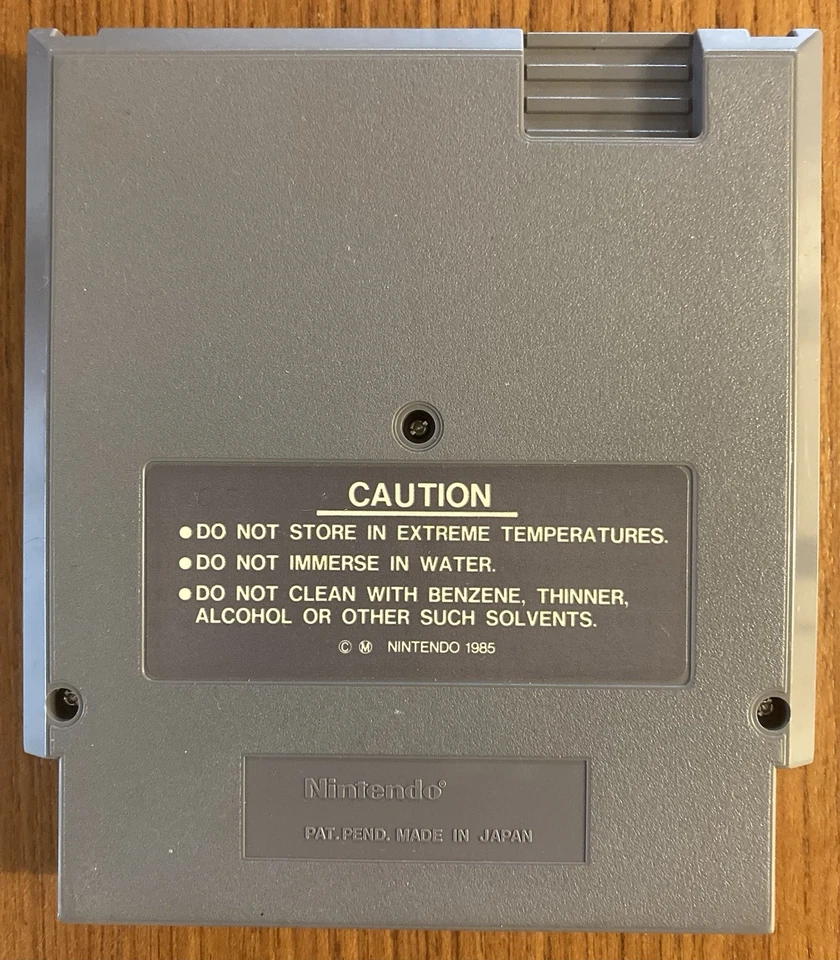 CAUTION
●DO NOT STORE IN EXTREME TEMPERATURES.
●DO NOT IMMERSE IN WATER.
●DO NOT CLEAN WITH BENZENE, THINNER,
ALCOHOL OR OTHER SUCH SOLVENTS.
© Ⓜ NINTENDO 1985
Nintendo®
PAT.PEND. MADE IN JAPAN